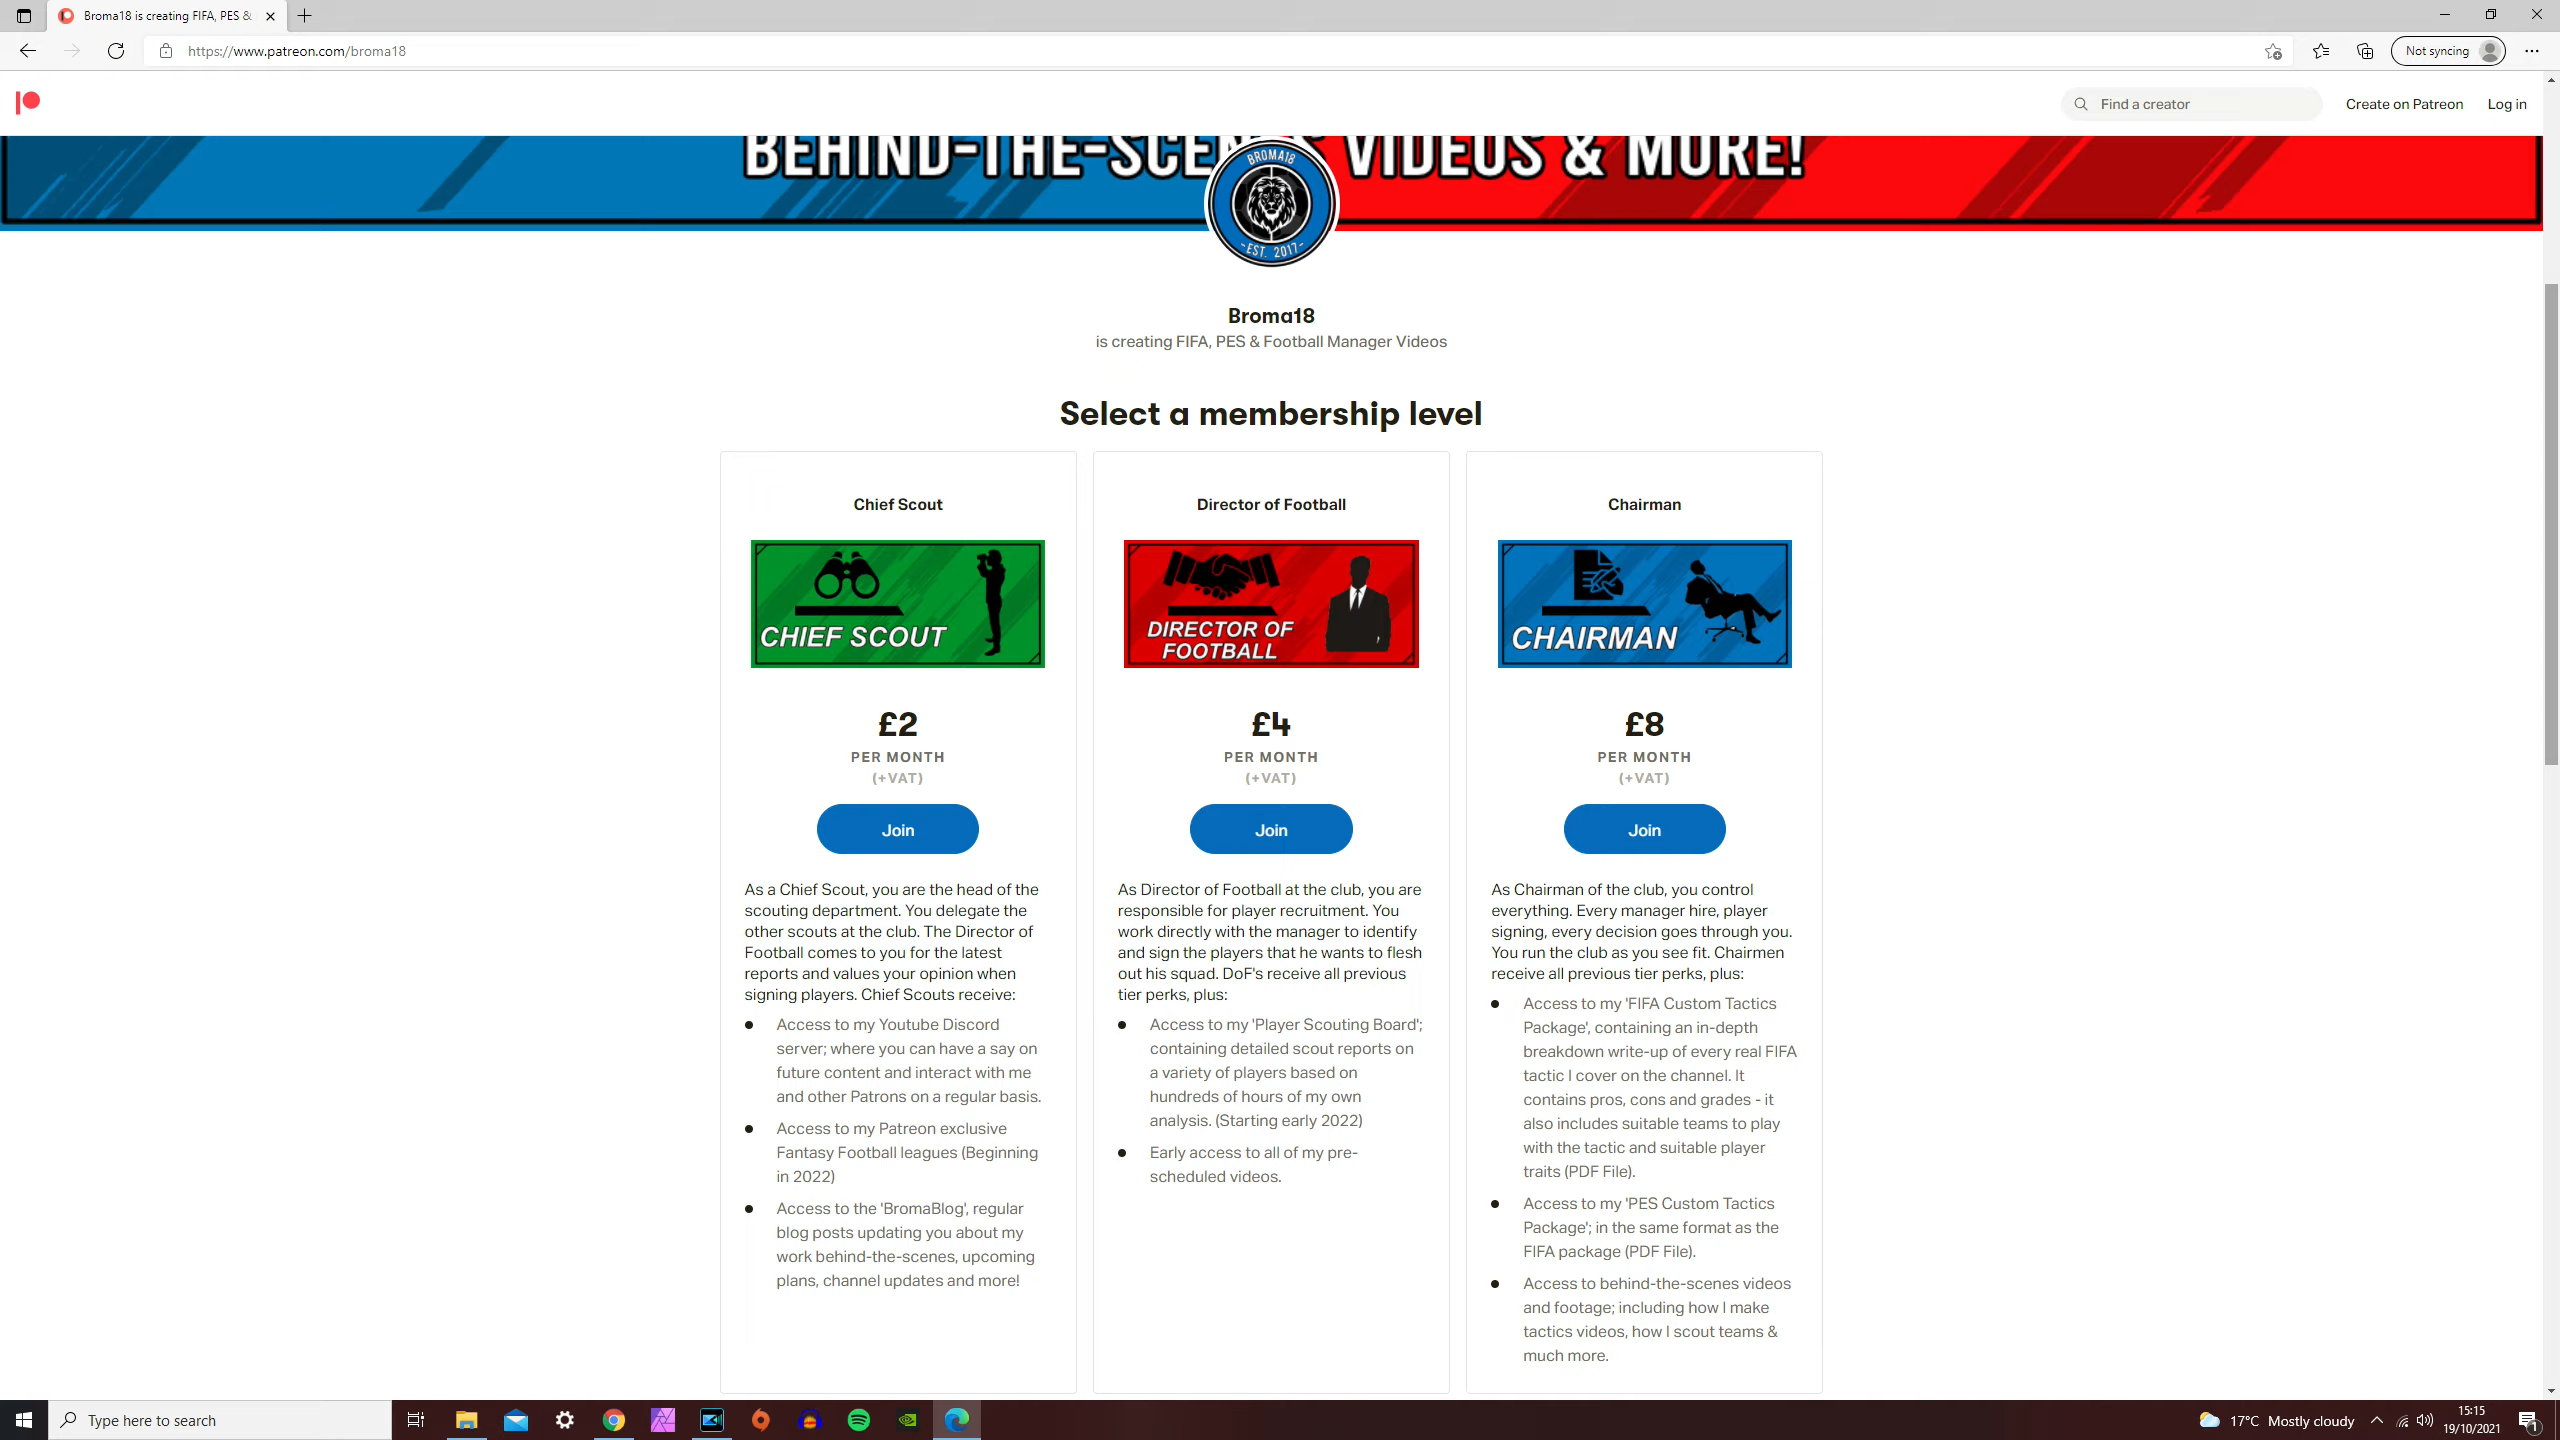 Broma18 is creating FIFA, PES &
Not syncing
https://www.patreon.com/broma18
Find a creator
Create on Patreon
Log in
BEHIND-THE-SCENES VIDEOS & MORE!
BROMA18
-EST. 2017-
Broma18
is creating FIFA, PES & Football Manager Videos
Select a membership level
Chief Scout
CHIEF SCOUT
£2
PER MONTH
(+VAT)
Join
As a Chief Scout, you are the head of the
scouting department. You delegate the
other scouts at the club. The Director of
Football comes to you for the latest
reports and values your opinion when
signing players. Chief Scouts receive:
Access to my Youtube Discord
server; where you can have a say on
future content and interact with me
and other Patrons on a regular basis.
Access to my Patreon exclusive
Fantasy Football leagues (Beginning
in 2022)
Access to the 'BromaBlog', regular
blog posts updating you about my
work behind-the-scenes, upcoming
plans, channel updates and more!
Director of Football
DIRECTOR OF
FOOTBALL
£4
PER MONTH
(+VAT)
Join
As Director of Football at the club, you are
responsible for player recruitment. You
work directly with the manager to identify
and sign the players that he wants to flesh
out his squad. DoF's receive all previous
tier perks, plus:
Access to my 'Player Scouting Board';
containing detailed scout reports on
a variety of players based on
hundreds of hours of my own
analysis. (Starting early 2022)
Early access to all of my pre-
scheduled videos.
Chairman
CHAIRMAN
£8
PER MONTH
(+VAT)
Join
As Chairman of the club, you control
everything. Every manager hire, player
signing, every decision goes through you.
You run the club as you see fit. Chairmen
receive all previous tier perks, plus:
Access to my 'FIFA Custom Tactics
Package', containing an in-depth
breakdown write-up of every real FIFA
tactic I cover on the channel. It
contains pros, cons and grades - it
also includes suitable teams to play
with the tactic and suitable player
traits (PDF File).
Access to my 'PES Custom Tactics
Package'; in the same format as the
FIFA package (PDF File).
Access to behind-the-scenes videos
and footage; including how I make
tactics videos, how I scout teams &
much more.
Type here to search
17°C Mostly cloudy
15:15
19/10/2021
1